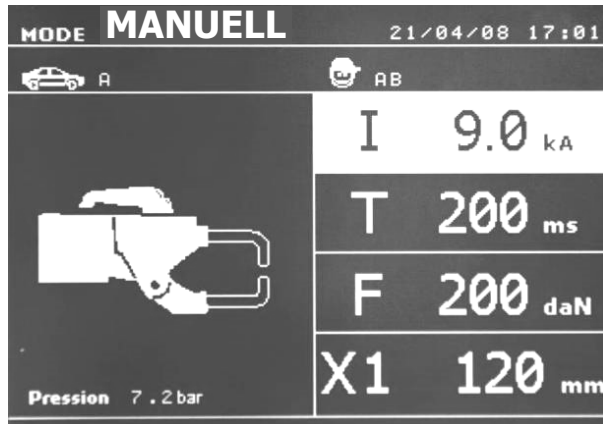 MODE MANUELL 21/04/08 17:01
A AB
I 9.0 kA
T 200 ms
F 200 daN
X1 120 mm
Pression 7.2 bar